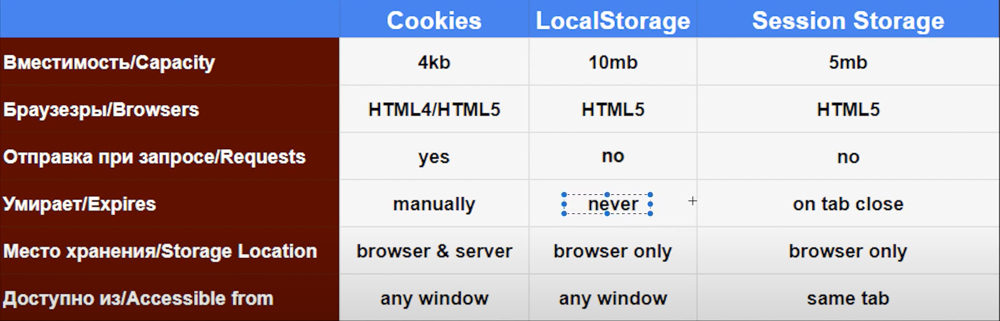 Cookies LocalStorage Session Storage
Вместимость/Capacity 4kb 10mb 5mb
Браузезры/Browsers HTML4/HTML5 HTML5 HTML5
Отправка при запросе/Requests yes no no
Умирает/Expires manually never on tab close
Место хранения/Storage Location browser & server browser only browser only
Доступно из/Accessible from any window any window same tab